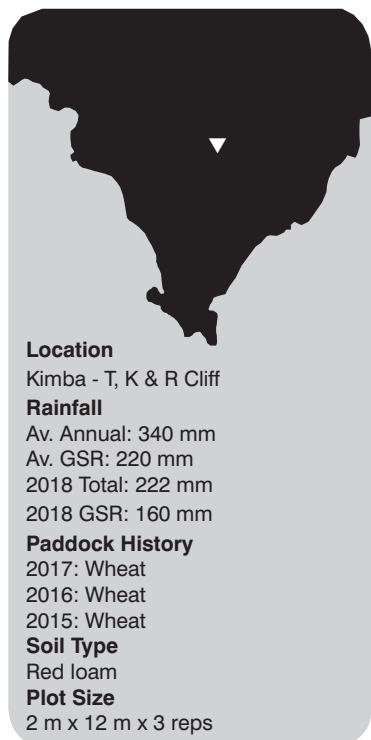 Location
Kimba - T, K & R Cliff
Rainfall
Av. Annual: 340 mm
Av. GSR: 220 mm
2018 Total: 222 mm
2018 GSR: 160 mm
Paddock History
2017: Wheat
2016: Wheat
2015: Wheat
Soil Type
Red loam
Plot Size
2 m x 12 m x 3 reps